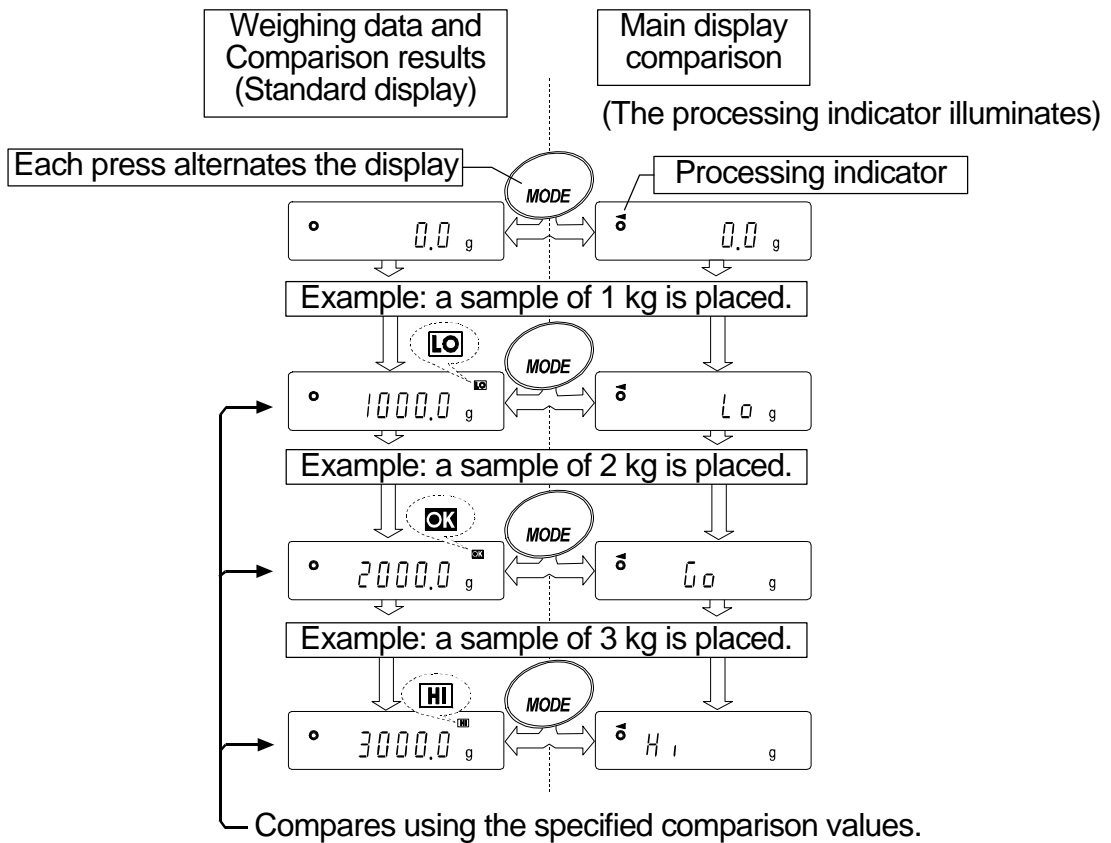 Weighing data and
Comparison results
(Standard display)
Main display
comparison
(The processing indicator illuminates)
Each press alternates the display
MODE
Processing indicator
0.0 g
0.0 g
Example: a sample of 1 kg is placed.
LO
MODE
LO
1000.0 g
Lo g
Example: a sample of 2 kg is placed.
OK
MODE
OK
2000.0 g
Go g
Example: a sample of 3 kg is placed.
HI
MODE
HI
3000.0 g
Hi g
Compares using the specified comparison values.